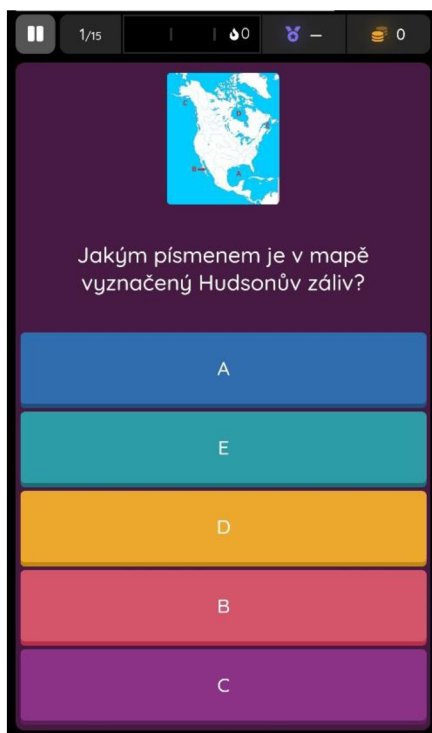 1/15
0
–
0
C
D
E
B
A
Jakým písmenem je v mapě
vyznačený Hudsonův záliv?
A
E
D
B
C